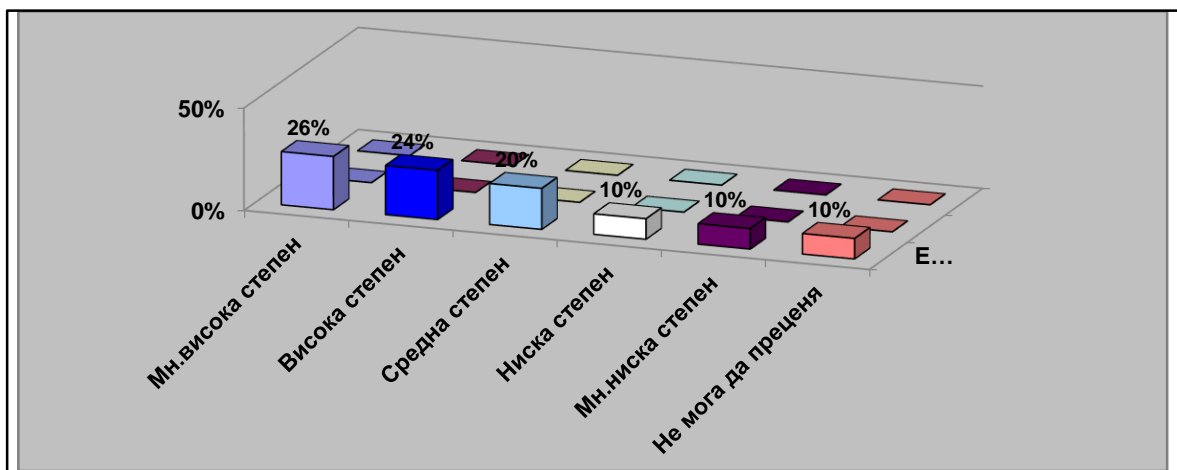 50%
0%
26%
24%
20%
10%
10%
10%
Мн.висока степен
Висока степен
Средна степен
Ниска степен
Мн.ниска степен
Не мога да преценя
Е...